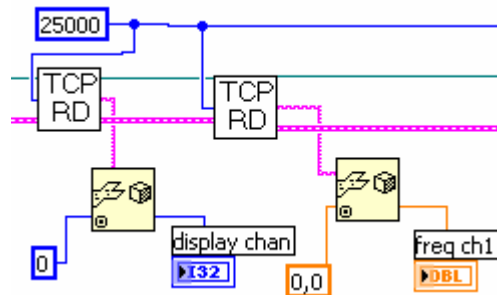 25000
TCP
RD
TCP
RD
0
display chan
I32
0,0
freq ch1
DBL